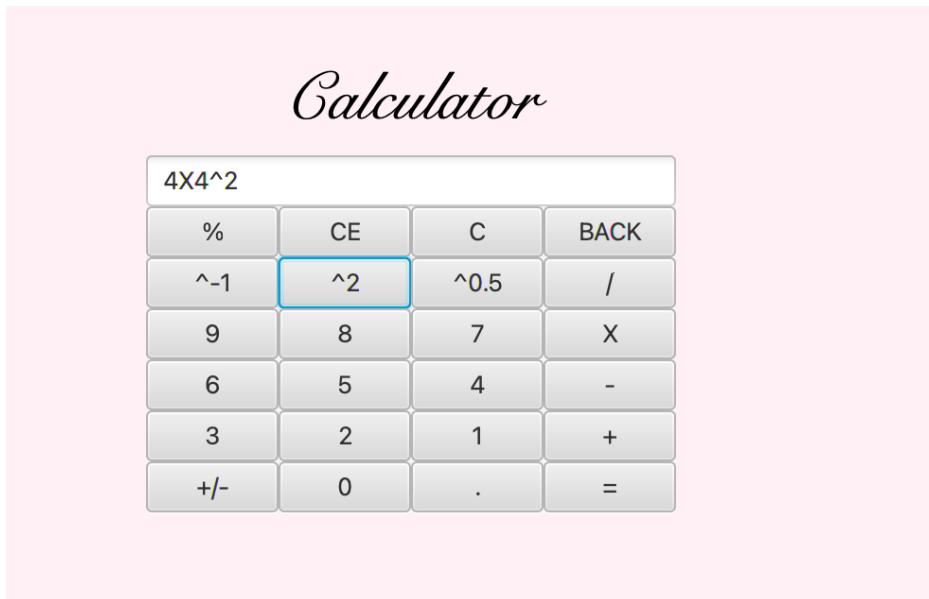 Calculator
4X4^2
% CE C BACK
^-1 ^2 ^0.5 /
9 8 7 X
6 5 4 -
3 2 1 +
+/- 0 . =